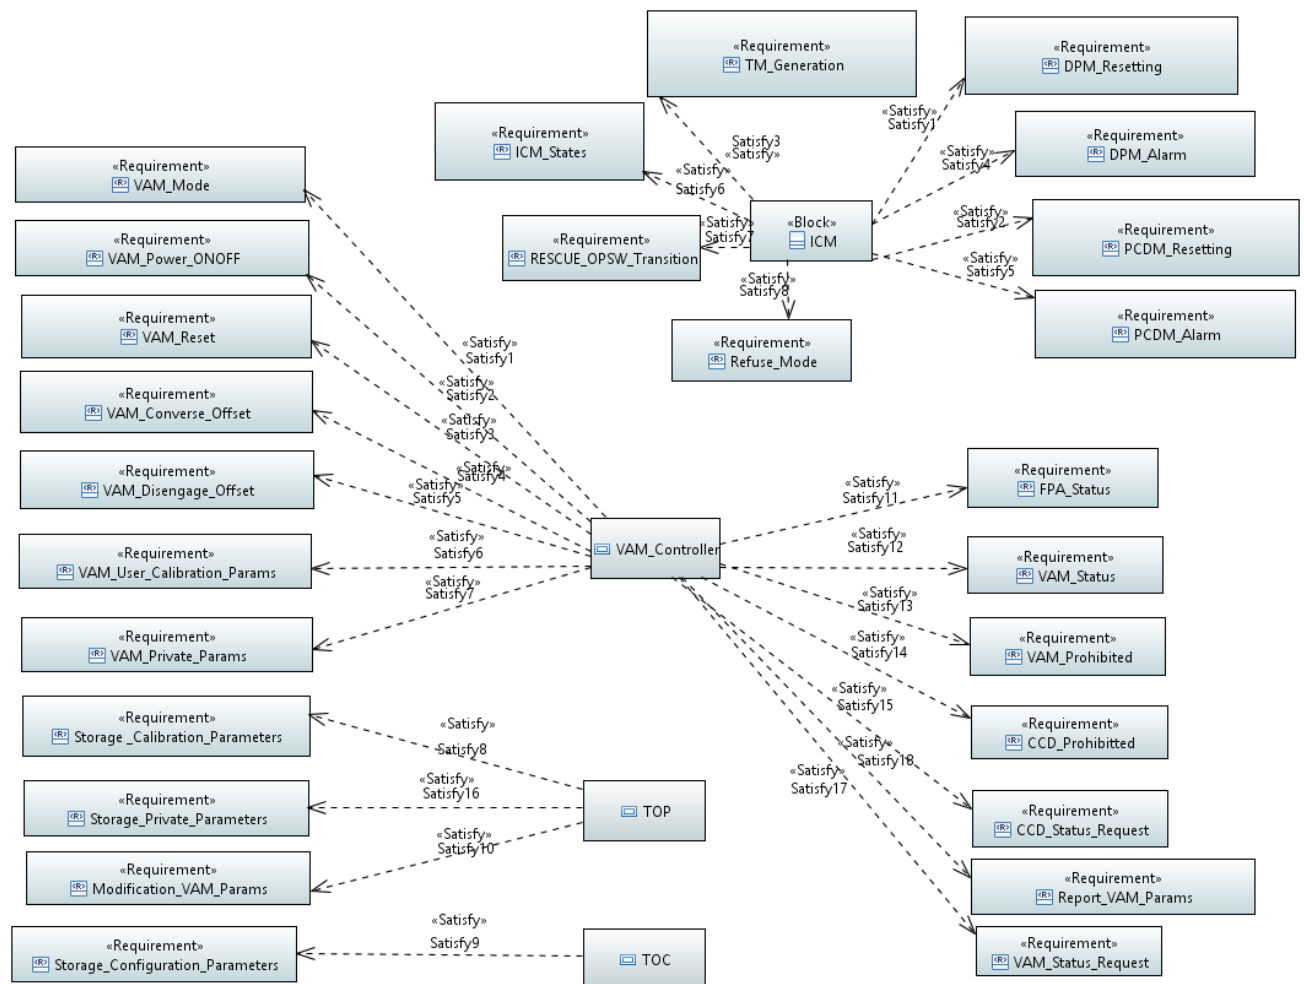 «Requirement»
TM_Generation
«Requirement»
DPM_Resetting
«Requirement»
ICM_States
«Requirement»
DPM_Alarm
«Requirement»
VAM_Mode
«Requirement»
VAM_Power_ONOFF
«Requirement»
RESCUE_OPSW_Transition
«Block»
ICM
«Requirement»
PCDM_Resetting
«Requirement»
PCDM_Alarm
«Requirement»
Refuse_Mode
«Satisfy»
Satisfy1
Satisfy3
«Satisfy»
«Satisfy»
Satisfy4
«Satisfy»
Satisfy6
«Satisfy»
Satisfy7
«Satisfy»
Satisfy2
«Satisfy»
Satisfy5
«Satisfy»
Satisfy8
«Requirement»
VAM_Reset
«Requirement»
VAM_Converse_Offset
«Requirement»
VAM_Disengage_Offset
«Requirement»
VAM_User_Calibration_Params
«Requirement»
VAM_Private_Params
«Satisfy»
Satisfy1
«Satisfy»
Satisfy2
«Satisfy»
Satisfy3
«Satisfy»
Satisfy4
«Satisfy»
Satisfy5
«Satisfy»
Satisfy6
«Satisfy»
Satisfy7
VAM_Controller
«Satisfy»
Satisfy11
«Satisfy»
Satisfy12
«Satisfy»
Satisfy13
«Satisfy»
Satisfy14
«Satisfy»
Satisfy15
«Satisfy»
Satisfy18
«Satisfy»
Satisfy17
«Requirement»
FPA_Status
«Requirement»
VAM_Status
«Requirement»
VAM_Prohibited
«Requirement»
CCD_Prohibitted
«Requirement»
CCD_Status_Request
«Requirement»
Report_VAM_Params
«Requirement»
VAM_Status_Request
«Requirement»
Storage _Calibration_Parameters
«Requirement»
Storage_Private_Parameters
«Requirement»
Modification_VAM_Params
«Requirement»
Storage_Configuration_Parameters
«Satisfy»
Satisfy8
«Satisfy»
Satisfy16
«Satisfy»
Satisfy10
«Satisfy»
Satisfy9
TOP
TOC